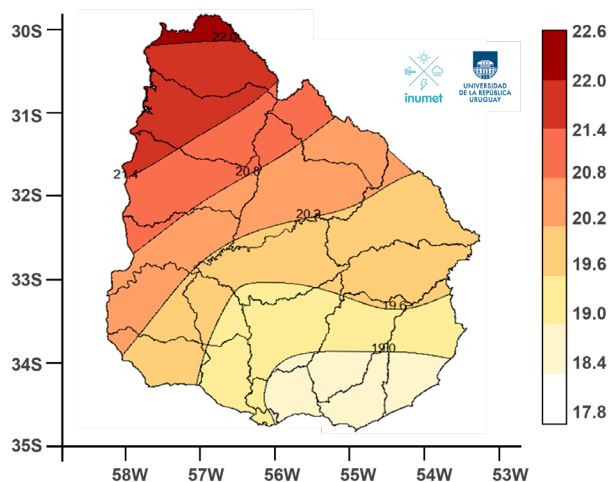 30S
31S
32S
33S
34S
35S
58W
57W
56W
55W
54W
53W
22.0
21.4
20.8
20.2
19.6
19.0
inumet
UNIVERSIDAD
DE LA REPÚBLICA
URUGUAY
22.6
22.0
21.4
20.8
20.2
19.6
19.0
18.4
17.8